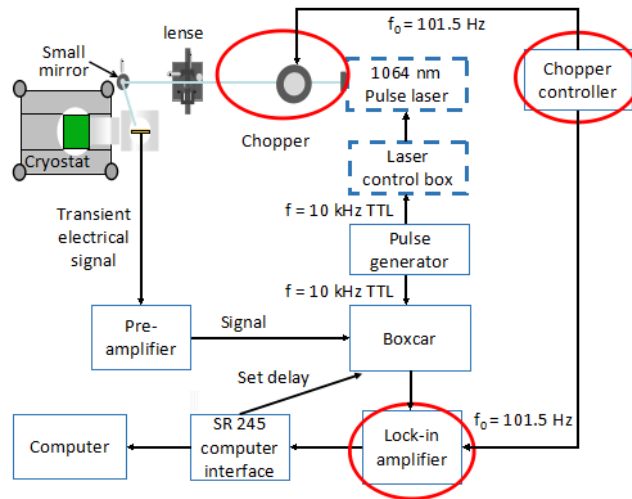 f₀ = 101.5 Hz
lense
Small
mirror
1064 nm
Pulse laser
Chopper
controller
Chopper
Cryostat
Laser
control box
Transient
electrical
signal
f = 10 kHz TTL
Pulse
generator
f = 10 kHz TTL
Pre-
amplifier
Signal
Boxcar
Set delay
Computer
SR 245
computer
interface
Lock-in
amplifier
f₀ = 101.5 Hz